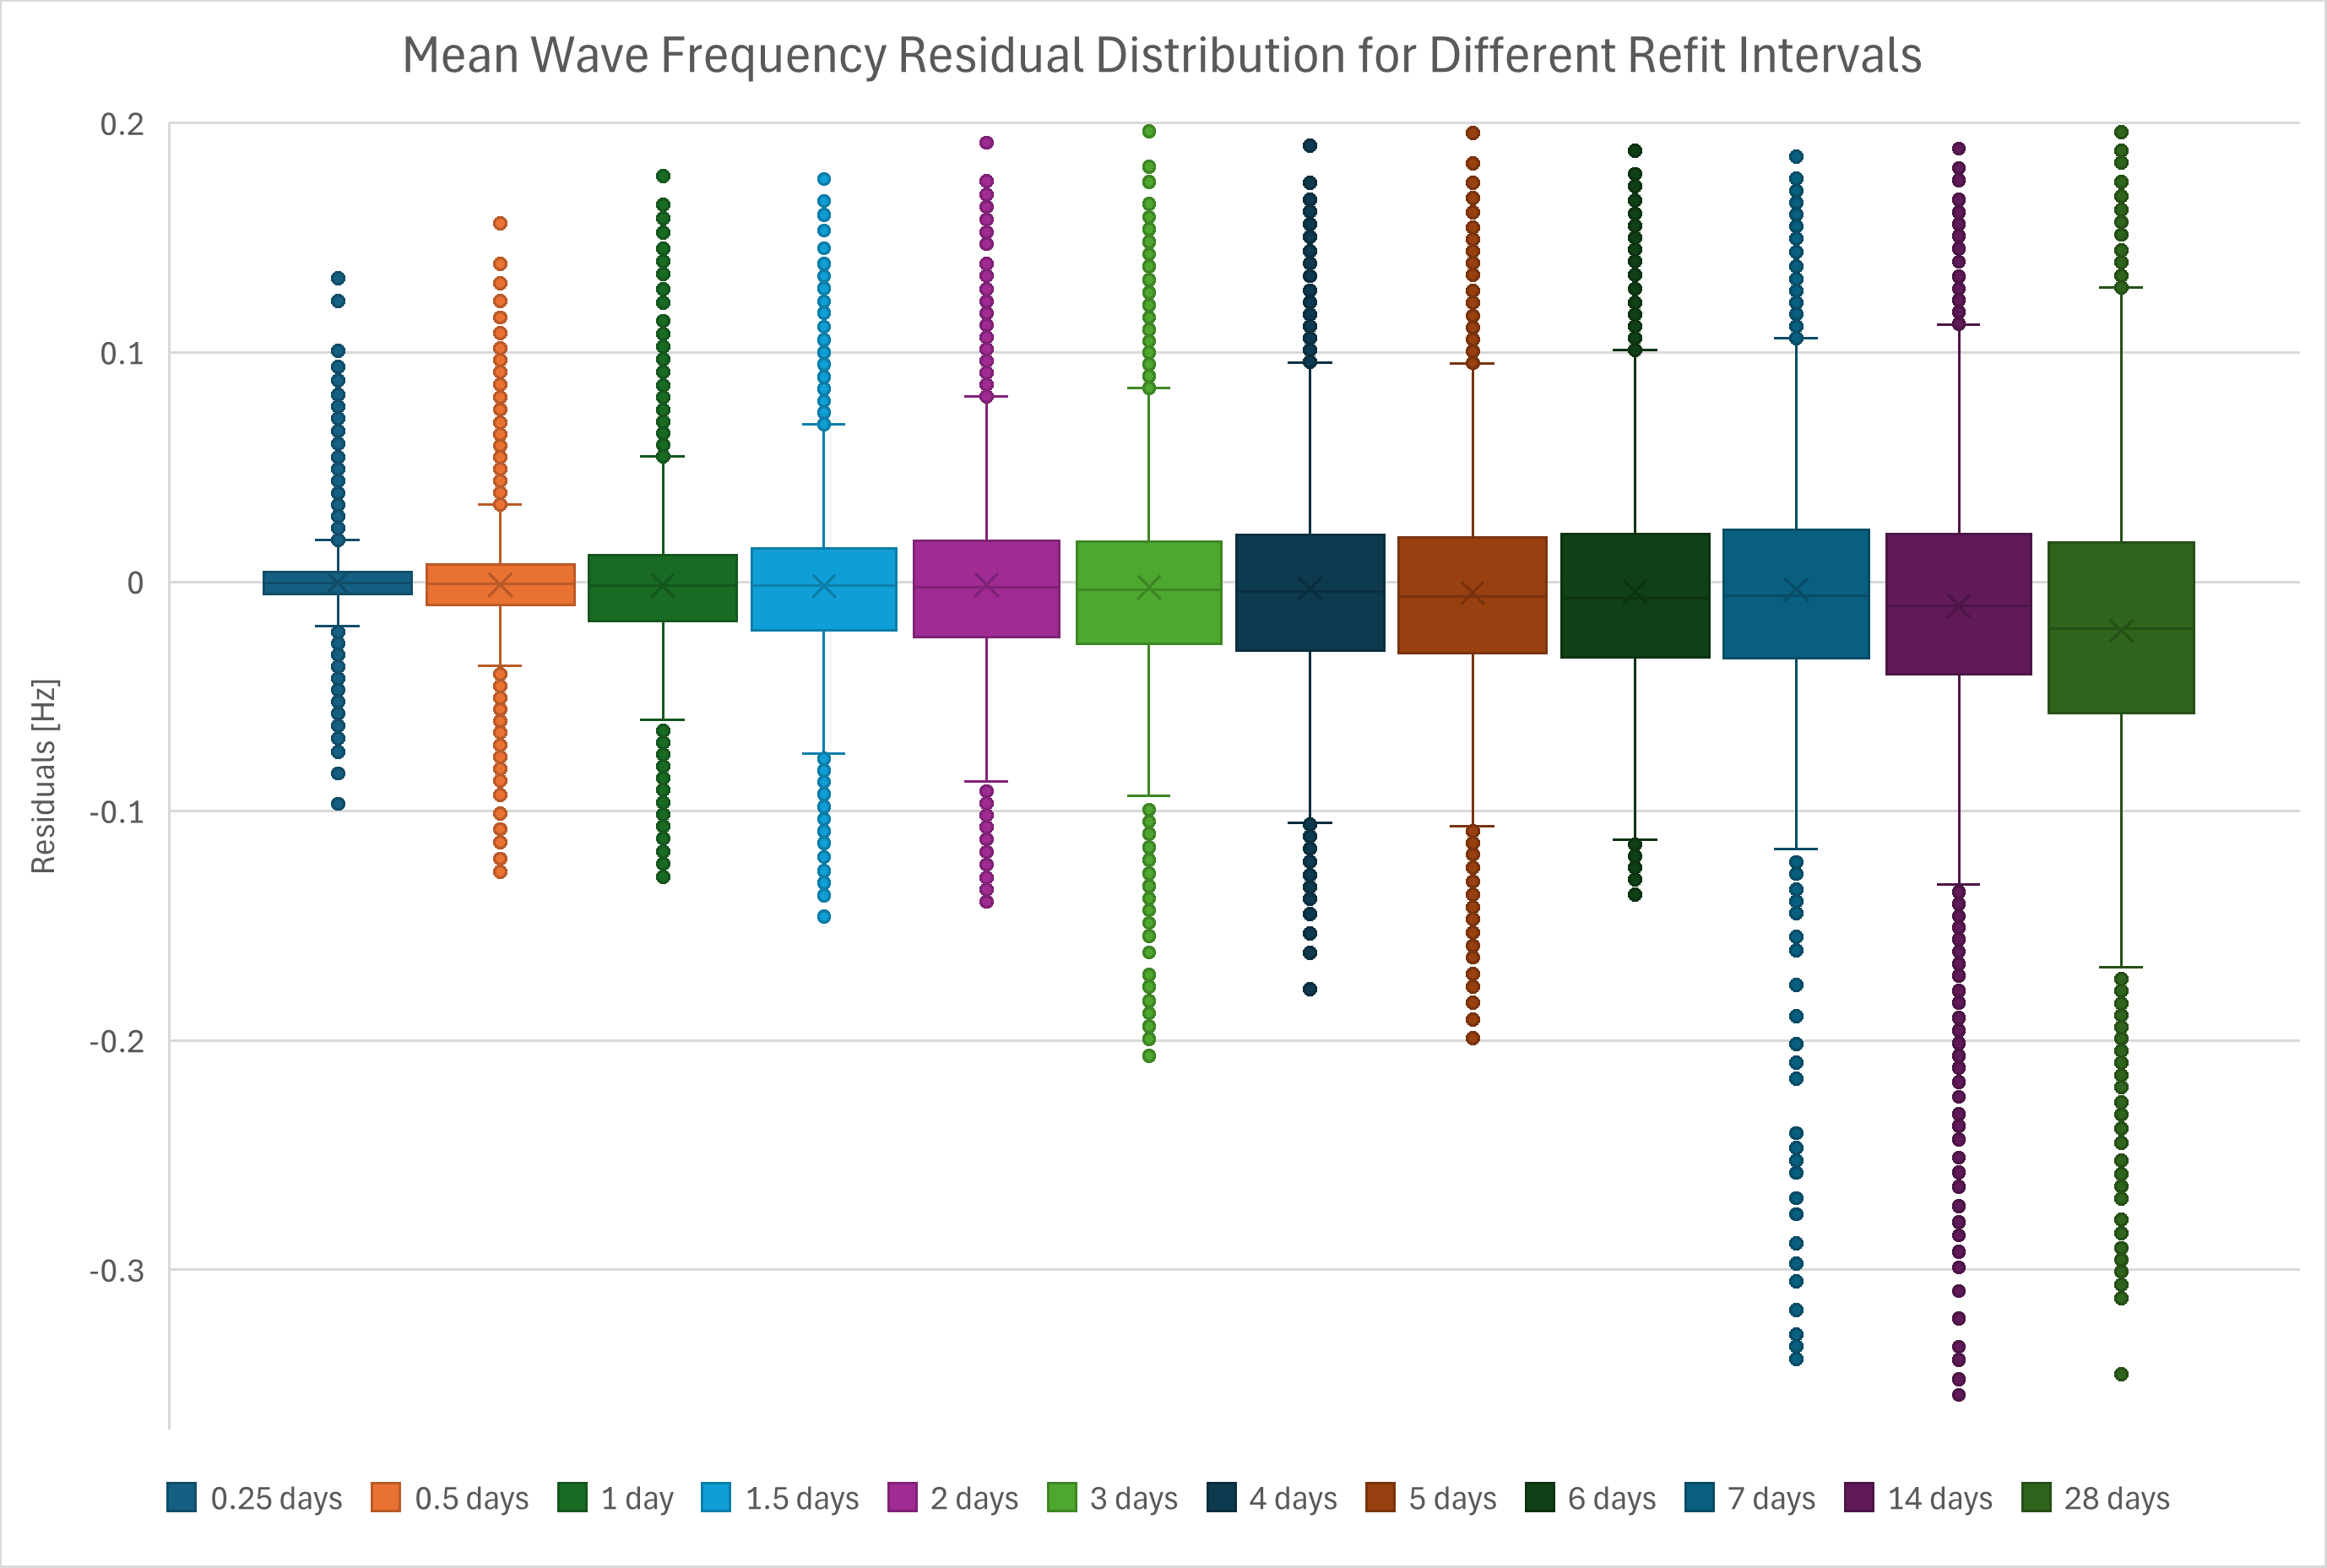 Mean Wave Frequency Residual Distribution for Different Refit Intervals
0.2
0.1
0
-0.1
-0.2
-0.3
Residuals [Hz]
0.25 days 0.5 days 1 day 1.5 days 2 days 3 days 4 days 5 days 6 days 7 days 14 days 28 days